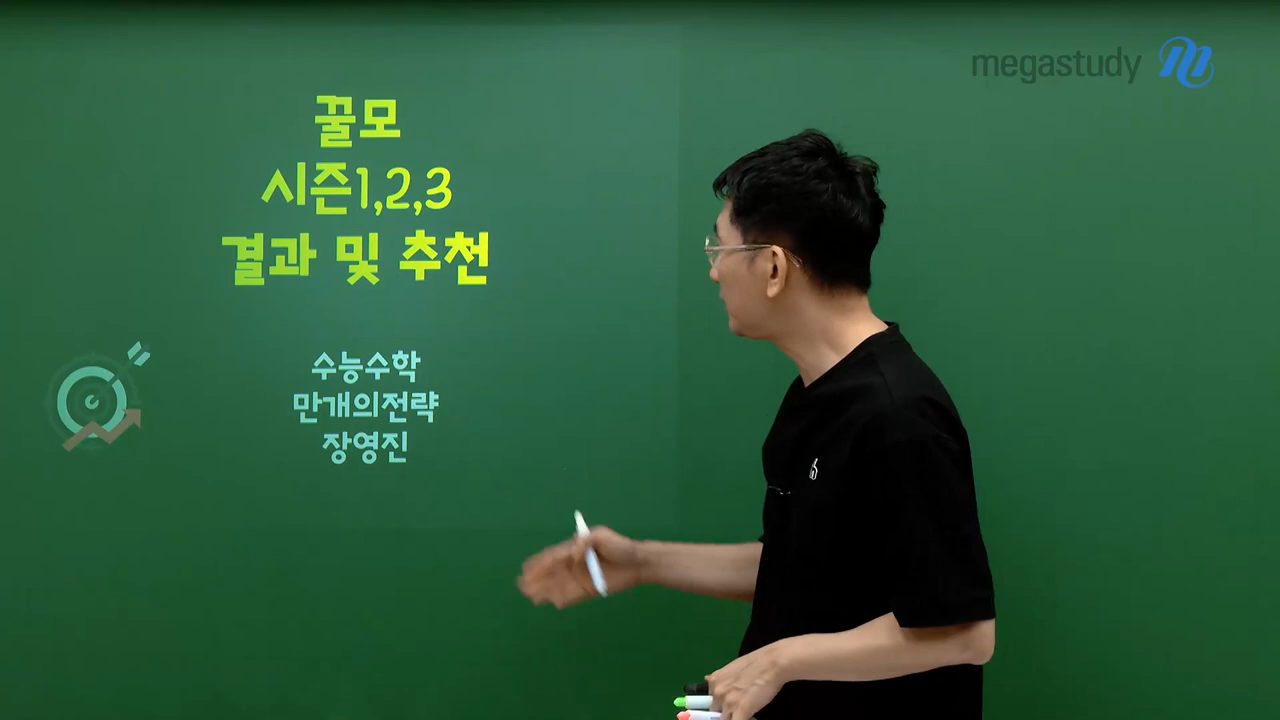 megastudy
꿀모
시즌1,2,3
결과 및 추천
수능수학
만개의전략
장영진